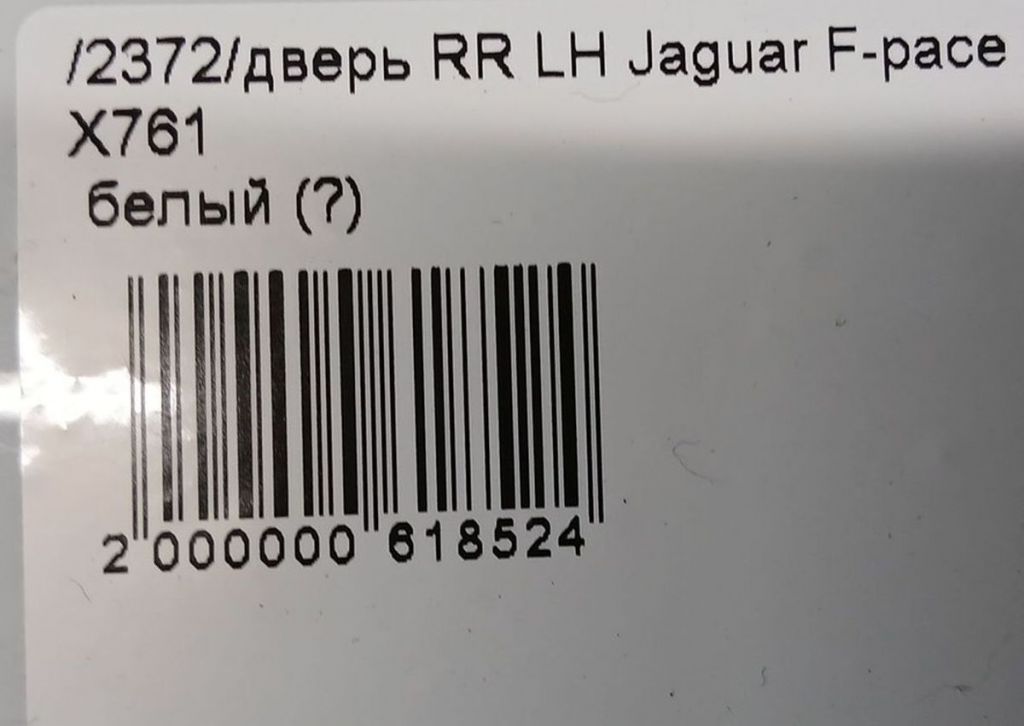 /2372/дверь RR LH Jaguar F-pace
X761
белый (?)
2 000000 618524